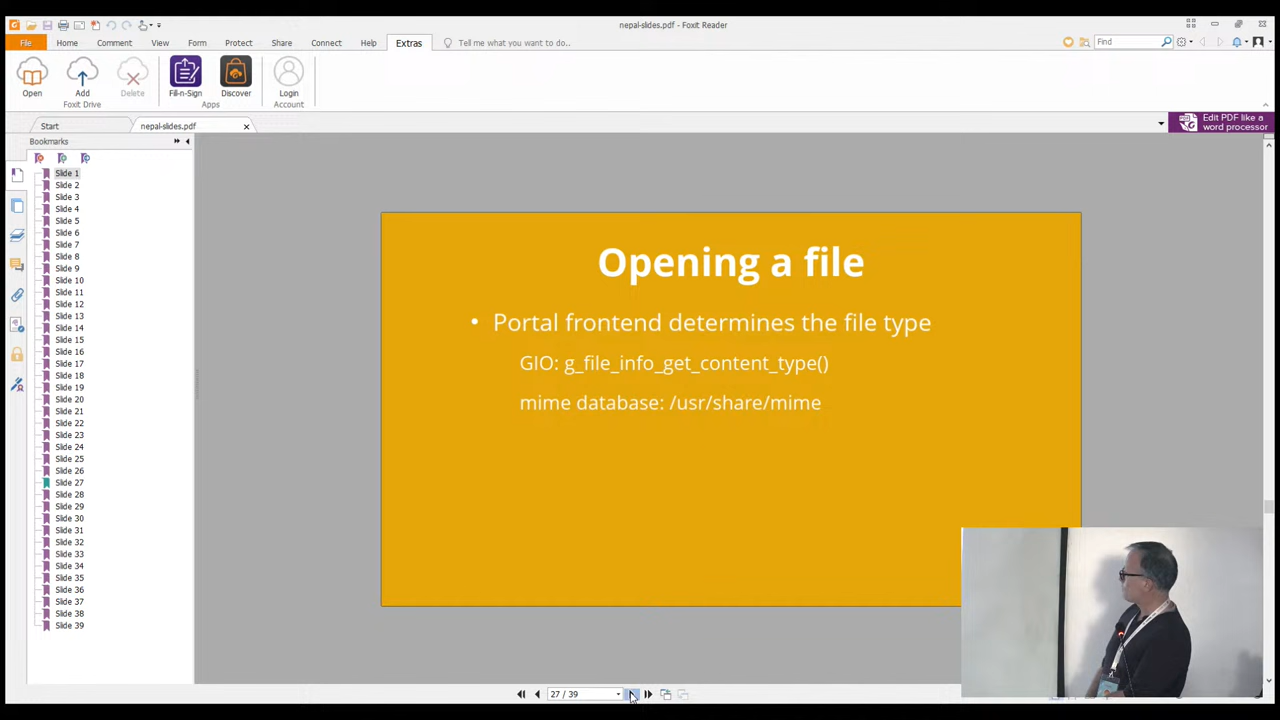 nepal-slides.pdf - Foxit Reader
File
Home
Comment
View
Form
Protect
Share
Connect
Help
Extras
Tell me what you want to do..
Find
Open
Add
Delete
Fill-n-Sign
Discover
Login
Foxit Drive
Apps
Account
Start
nepal-slides.pdf
Edit PDF like a
word processor
Bookmarks
Slide 1
Slide 2
Slide 3
Slide 4
Slide 5
Slide 6
Slide 7
Slide 8
Slide 9
Slide 10
Slide 11
Slide 12
Slide 13
Slide 14
Slide 15
Slide 16
Slide 17
Slide 18
Slide 19
Slide 20
Slide 21
Slide 22
Slide 23
Slide 24
Slide 25
Slide 26
Slide 27
Slide 28
Slide 29
Slide 30
Slide 31
Slide 32
Slide 33
Slide 34
Slide 35
Slide 36
Slide 37
Slide 38
Slide 39
Opening a file
• Portal frontend determines the file type
GIO: g_file_info_get_content_type()
mime database: /usr/share/mime
27 / 39